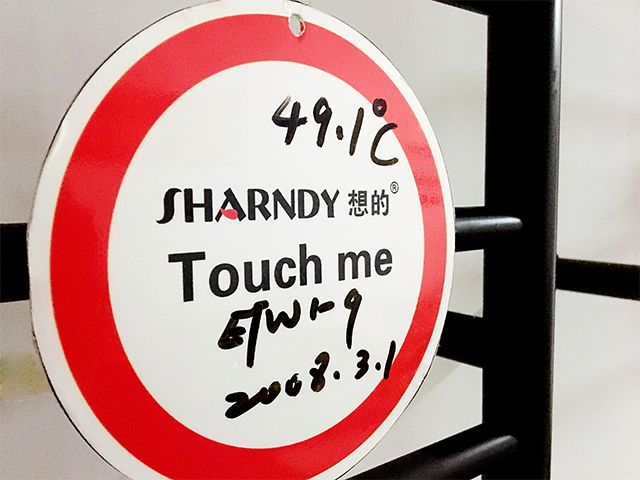 49.1°C
SHARNDY 想的®
Touch me
ETW1-9
2008.3.1